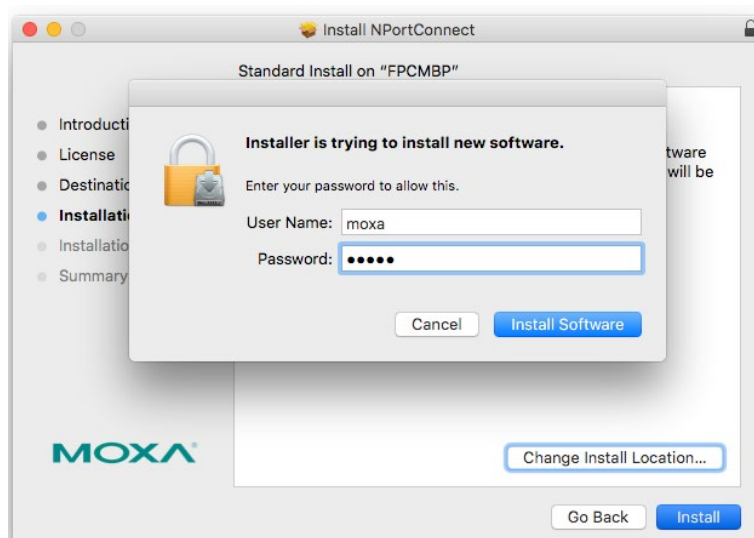 Install NPortConnect
Standard Install on “FPCMBP”
Introducti
License
Destinatio
Installati
Installatio
Summary
tware
will be
Installer is trying to install new software.
Enter your password to allow this.
User Name: moxa
Password: •••••
Cancel Install Software
MOXA
Change Install Location...
Go Back Install